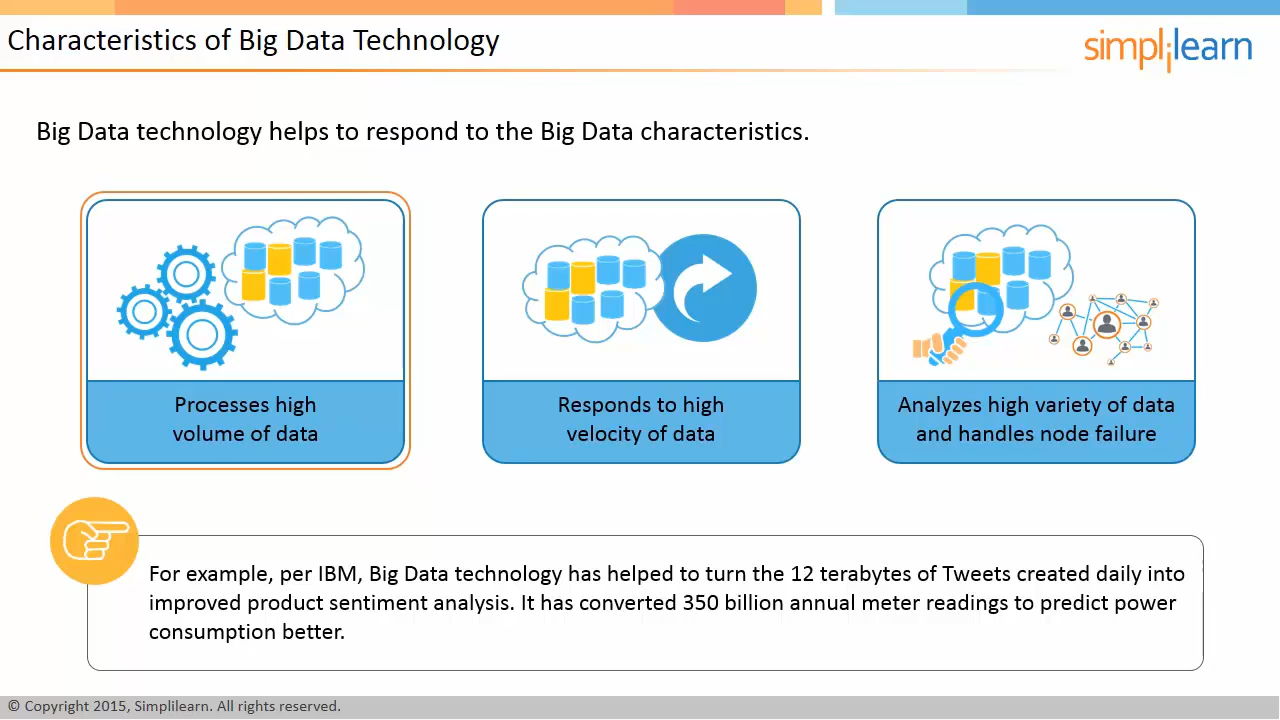 Characteristics of Big Data Technology
simplilearn
Big Data technology helps to respond to the Big Data characteristics.
Processes high
volume of data
Responds to high
velocity of data
Analyzes high variety of data
and handles node failure
For example, per IBM, Big Data technology has helped to turn the 12 terabytes of Tweets created daily into
improved product sentiment analysis. It has converted 350 billion annual meter readings to predict power
consumption better.
© Copyright 2015, Simplilearn. All rights reserved.